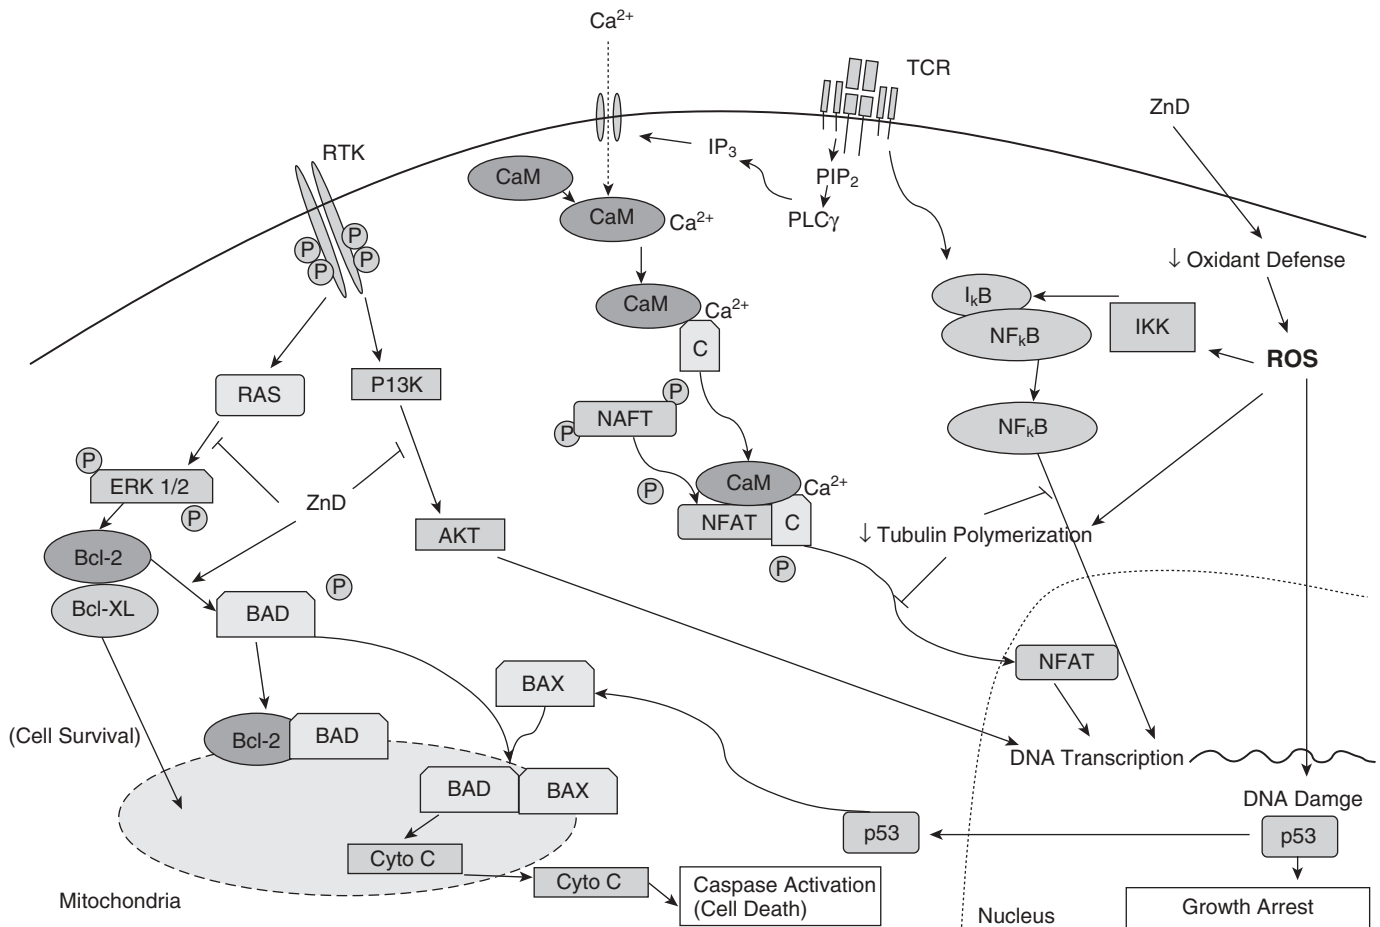 Ca²⁺
TCR
ZnD
RTK
IP₃
CaM
PIP₂
CaM
Ca²⁺
PLCγ
P
P
P
P
↓ Oxidant Defense
IₖB
CaM
Ca²⁺
IKK
NFₖB
C
ROS
P13K
RAS
P
NAFT
P
NFₖB
P
ERK 1/2
P
ZnD
P
CaM
Ca²⁺
NFAT
C
AKT
↓ Tubulin Polymerization
Bcl-2
P
P
Bcl-XL
BAD
NFAT
BAX
(Cell Survival)
Bcl-2
BAD
DNA Transcription
BAD
BAX
DNA Damge
p53
p53
Cyto C
Cyto C
Caspase Activation
(Cell Death)
Mitochondria
Nucleus
Growth Arrest